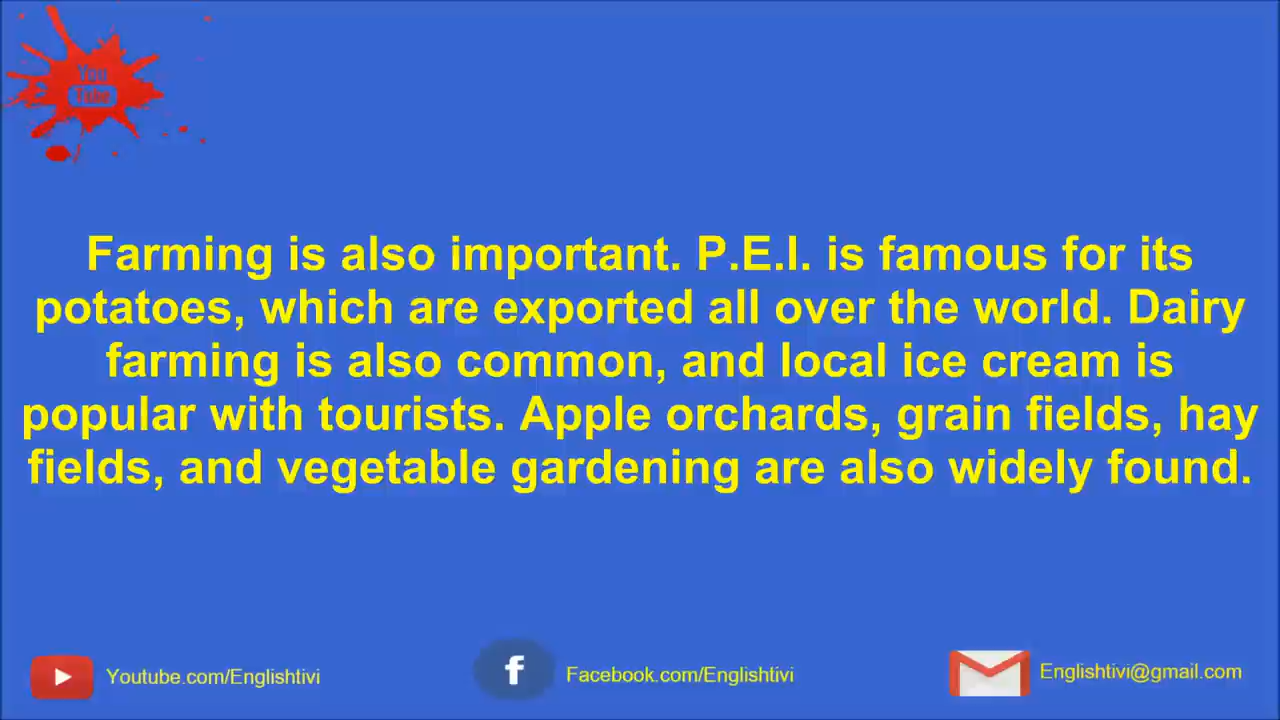 You
Tube
Farming is also important. P.E.I. is famous for its
potatoes, which are exported all over the world. Dairy
farming is also common, and local ice cream is
popular with tourists. Apple orchards, grain fields, hay
fields, and vegetable gardening are also widely found.
Youtube.com/Englishtivi
f
Facebook.com/Englishtivi
Englishtivi@gmail.com